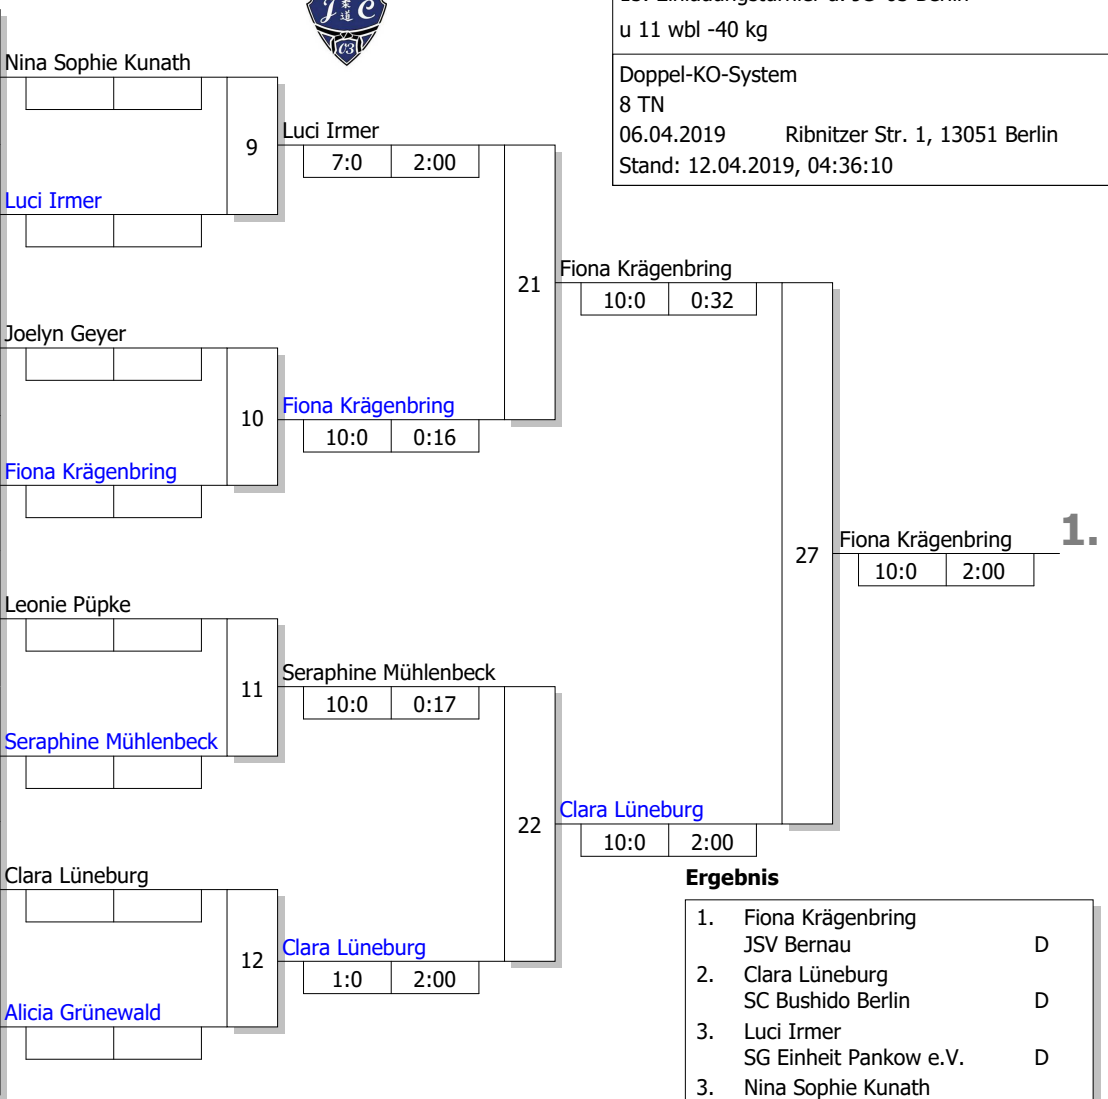 u 11 wbl -40 kg
Doppel-KO-System
8 TN
06.04.2019 Ribnitzer Str. 1, 13051 Berlin
Stand: 12.04.2019, 04:36:10
J C
柔道
03
Nina Sophie Kunath
9
Luci Irmer
7:0 2:00
Luci Irmer
21
Fiona Krägenbring
10:0 0:32
Joelyn Geyer
10
Fiona Krägenbring
10:0 0:16
Fiona Krägenbring
27
Fiona Krägenbring
1.
10:0 2:00
Leonie Püpke
11
Seraphine Mühlenbeck
10:0 0:17
Seraphine Mühlenbeck
22
Clara Lüneburg
10:0 2:00
Clara Lüneburg
12
Clara Lüneburg
1:0 2:00
Alicia Grünewald
Ergebnis
1. Fiona Krägenbring
JSV Bernau D
2. Clara Lüneburg
SC Bushido Berlin D
3. Luci Irmer
SG Einheit Pankow e.V. D
3. Nina Sophie Kunath